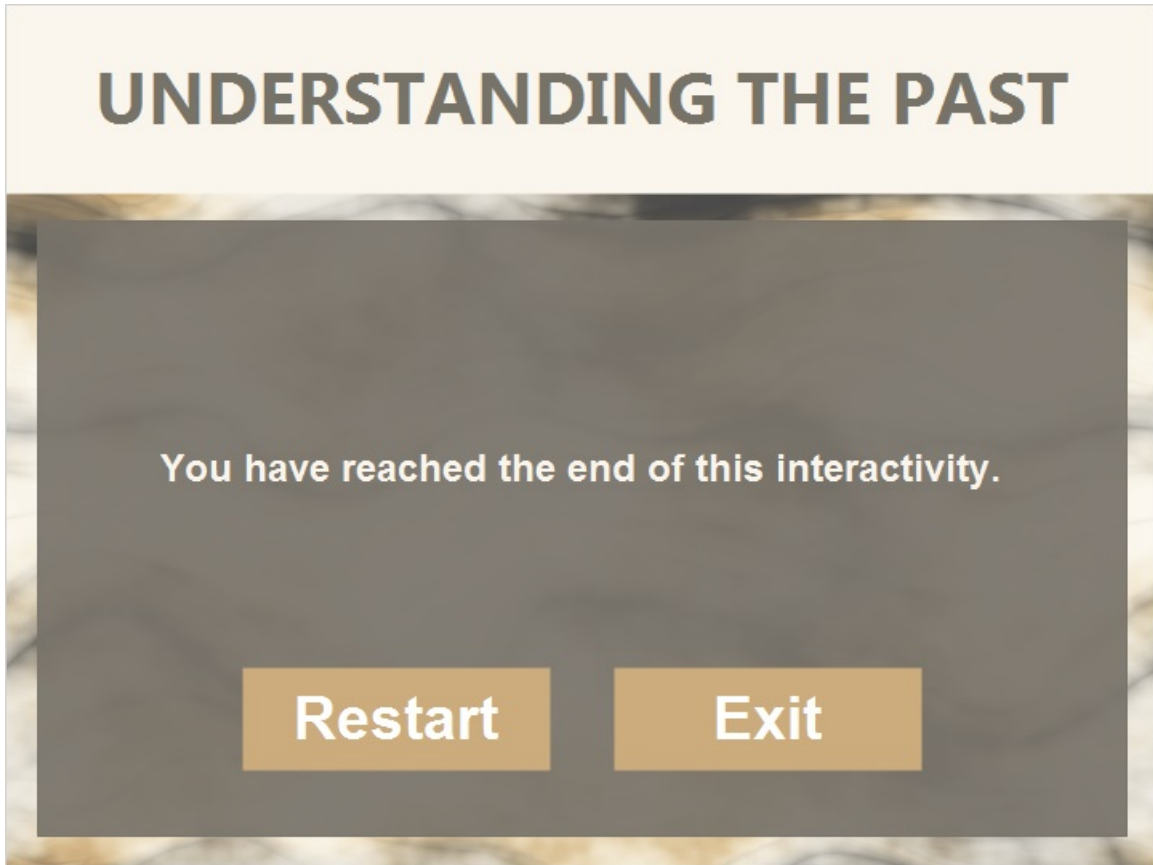 UNDERSTANDING THE PAST
You have reached the end of this interactivity.
Restart
Exit